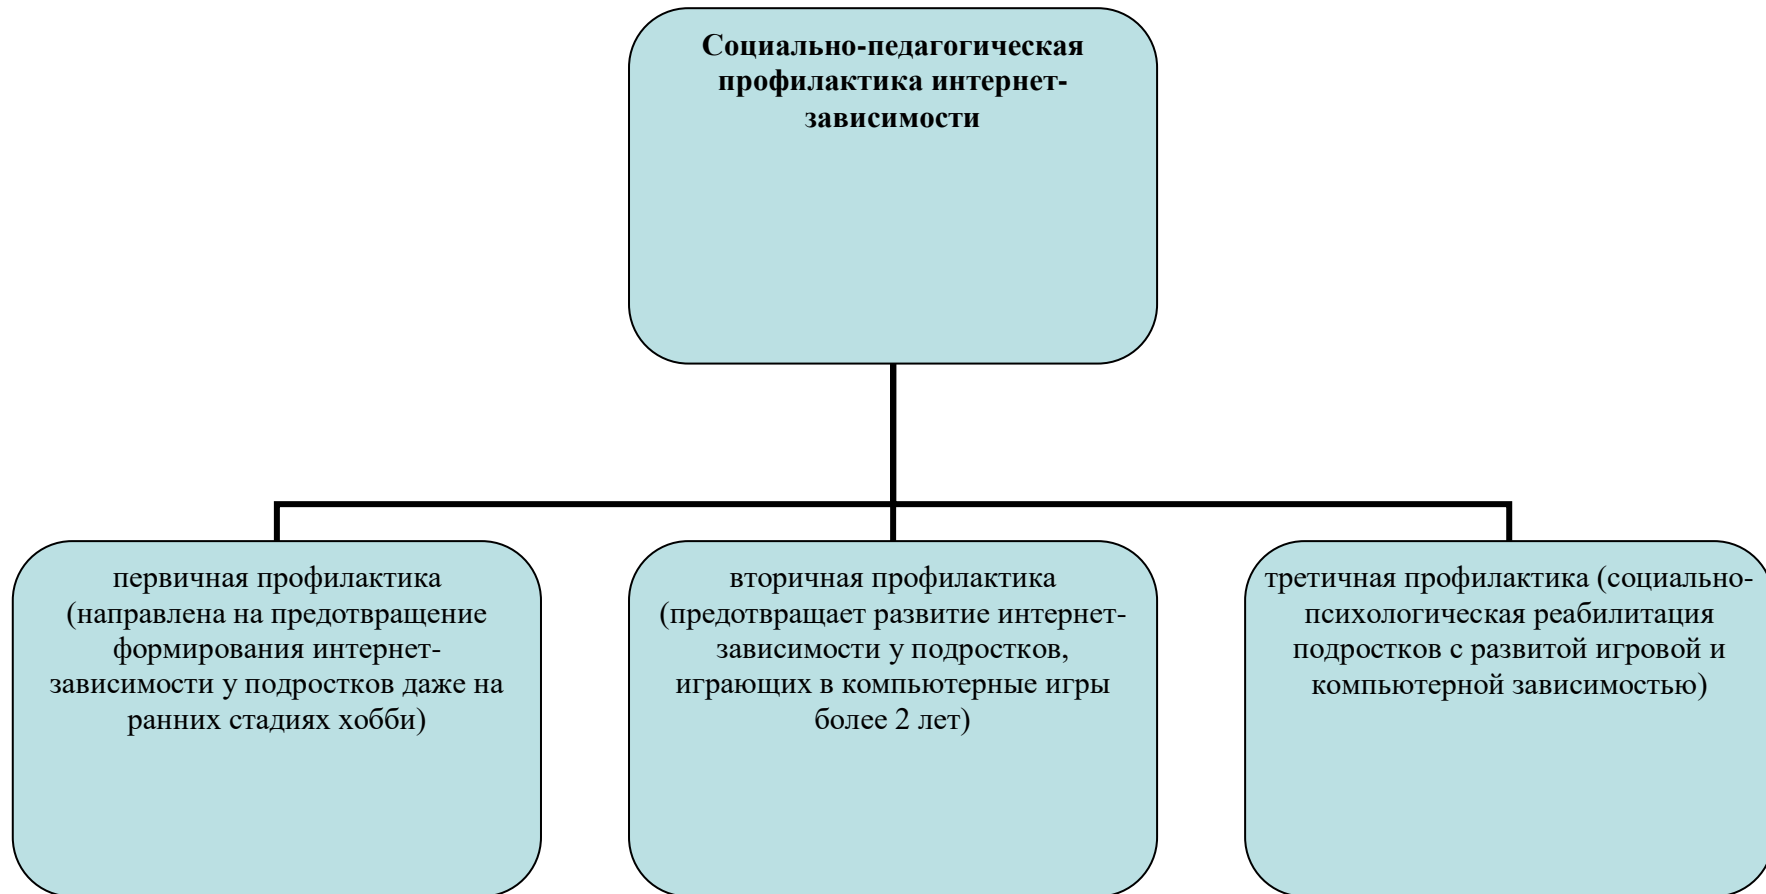 Социально-педагогическая
профилактика интернет-
зависимости
первичная профилактика
(направлена на предотвращение
формирования интернет-
зависимости у подростков даже на
ранних стадиях хобби)
вторичная профилактика
(предотвращает развитие интернет-
зависимости у подростков,
играющих в компьютерные игры
более 2 лет)
третичная профилактика (социально-
психологическая реабилитация
подростков с развитой игровой и
компьютерной зависимостью)